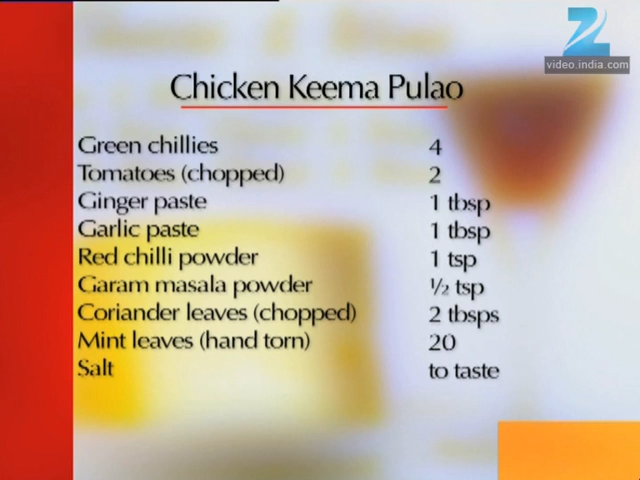 Z
video.india.com
Chicken Keema Pulao
Green chillies 4
Tomatoes (chopped) 2
Ginger paste 1 tbsp
Garlic paste 1 tbsp
Red chilli powder 1 tsp
Garam masala powder ½ tsp
Coriander leaves (chopped) 2 tbsps
Mint leaves (hand torn) 20
Salt to taste